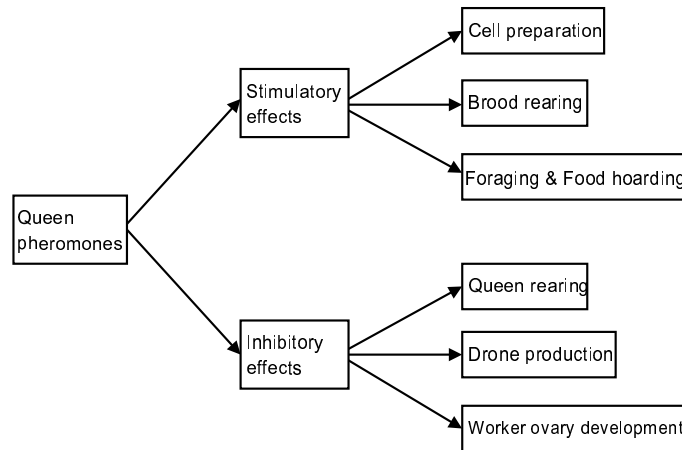 Cell preparation
Stimulatory
effects
Brood rearing
Foraging & Food hoarding
Queen
pheromones
Queen rearing
Inhibitory
effects
Drone production
Worker ovary development